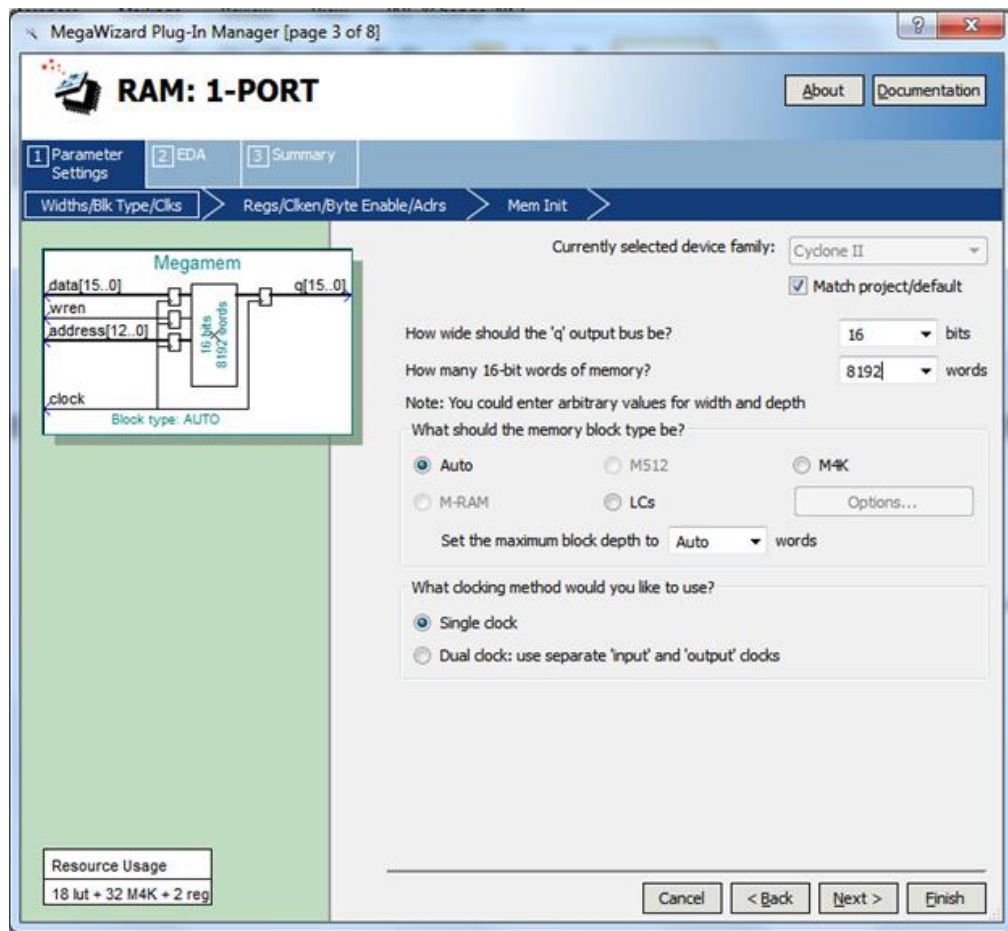 MegaWizard Plug-In Manager [page 3 of 8]
RAM: 1-PORT
About
Documentation
1 Parameter Settings
2 EDA
3 Summary
Widths/Blk Type/Clks
Regs/Clken/Byte Enable/Aclrs
Mem Init
Megamem
data[15..0]
q[15..0]
wren
address[12..0]
16 bits
8192 words
clock
Block type: AUTO
Currently selected device family:
Cyclone II
Match project/default
How wide should the 'q' output bus be?
16
bits
How many 16-bit words of memory?
8192
words
Note: You could enter arbitrary values for width and depth
What should the memory block type be?
Auto
M512
M4K
M-RAM
LCs
Options...
Set the maximum block depth to
Auto
words
What clocking method would you like to use?
Single clock
Dual clock: use separate 'input' and 'output' clocks
Resource Usage
18 lut + 32 M4K + 2 reg
Cancel
< Back
Next >
Finish